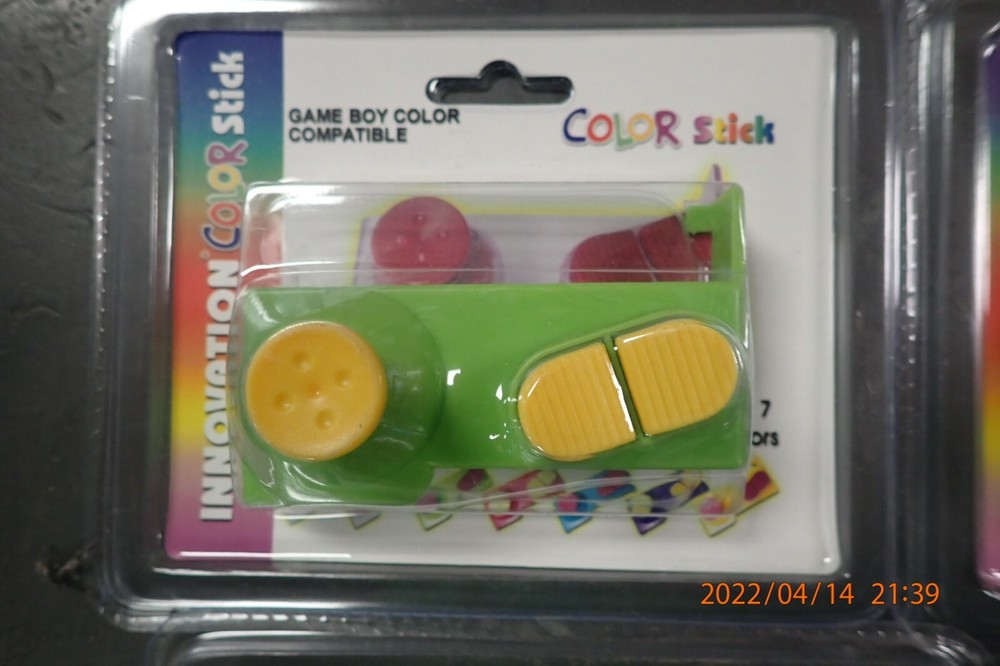 INNOVATION COLOR Stick
GAME BOY COLOR
COMPATIBLE
COLOR Stick
7
ors
2022/04/14 21:39